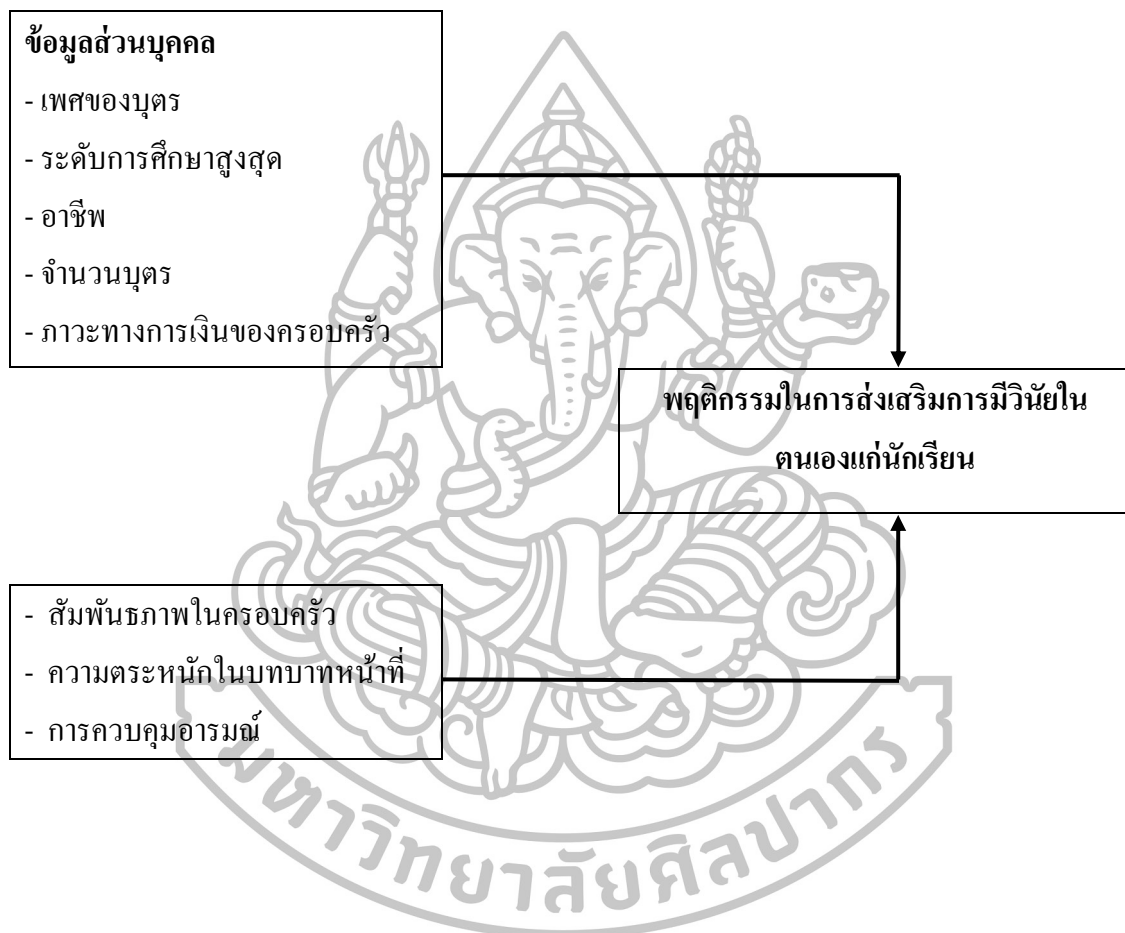 ข้อมูลส่วนบุคคล
- เพศของบุตร
- ระดับการศึกษาสูงสุด
- อาชีพ
- จำนวนบุตร
- ภาวะทางการเงินของครอบครัว
พฤติกรรมในการส่งเสริมการมีวินัยใน
ตนเองแก่นักเรียน
- สัมพันธภาพในครอบครัว
- ความตระหนักในบทบาทหน้าที่
- การควบคุมอารมณ์
มหาวิทยาลัยศิลปากร